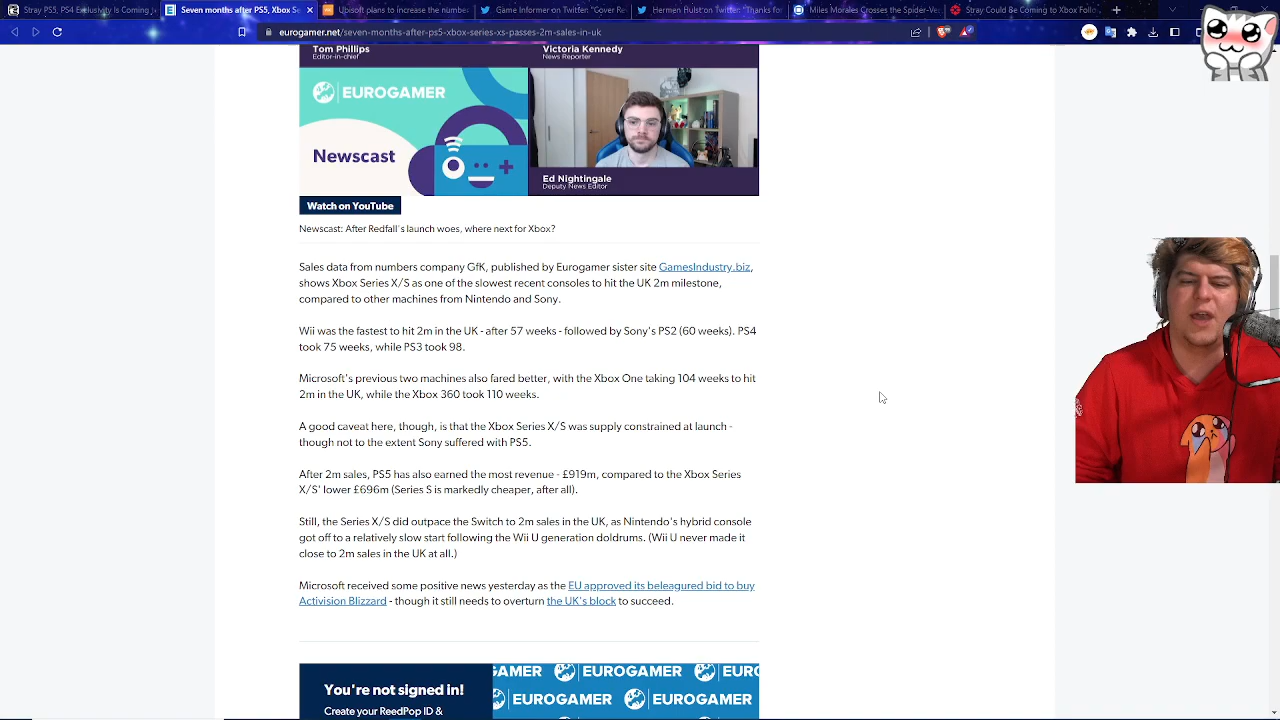 Stray PS5, PS4 Exclusivity Is Coming
Seven months after PS5, Xbox Se
Ubisoft plans to increase the number
Game Informer on Twitter: "Cover Re
Hermen Hulst on Twitter: "Thanks fo
Miles Morales Crosses the Spider-Ve
Stray Could Be Coming to Xbox Follo
eurogamer.net/seven-months-after-ps5-xbox-series-xs-passes-2m-sales-in-uk
Tom Phillips
Editor-in-chief
Victoria Kennedy
News Reporter
EUROGAMER
Newscast
Ed Nightingale
Deputy News Editor
Watch on YouTube
Newscast: After Redfall's launch woes, where next for Xbox?
Sales data from numbers company GfK, published by Eurogamer sister site GamesIndustry.biz,
shows Xbox Series X/S as one of the slowest recent consoles to hit the UK 2m milestone,
compared to other machines from Nintendo and Sony.
Wii was the fastest to hit 2m in the UK - after 57 weeks - followed by Sony's PS2 (60 weeks). PS4
took 75 weeks, while PS3 took 98.
Microsoft's previous two machines also fared better, with the Xbox One taking 104 weeks to hit
2m in the UK, while the Xbox 360 took 110 weeks.
A good caveat here, though, is that the Xbox Series X/S was supply constrained at launch -
though not to the extent Sony suffered with PS5.
After 2m sales, PS5 has also earned the most revenue - £919m, compared to the Xbox Series
X/S' lower £696m (Series S is markedly cheaper, after all).
Still, the Series X/S did outpace the Switch to 2m sales in the UK, as Nintendo's hybrid console
got off to a relatively slow start following the Wii U generation doldrums. (Wii U never made it
close to 2m sales in the UK at all.)
Microsoft received some positive news yesterday as the EU approved its beleagured bid to buy
Activision Blizzard - though it still needs to overturn the UK's block to succeed.
You're not signed in!
Create your ReedPop ID &
GAMER EUROGAMER EURO
EUROGAMER EUROGAMER